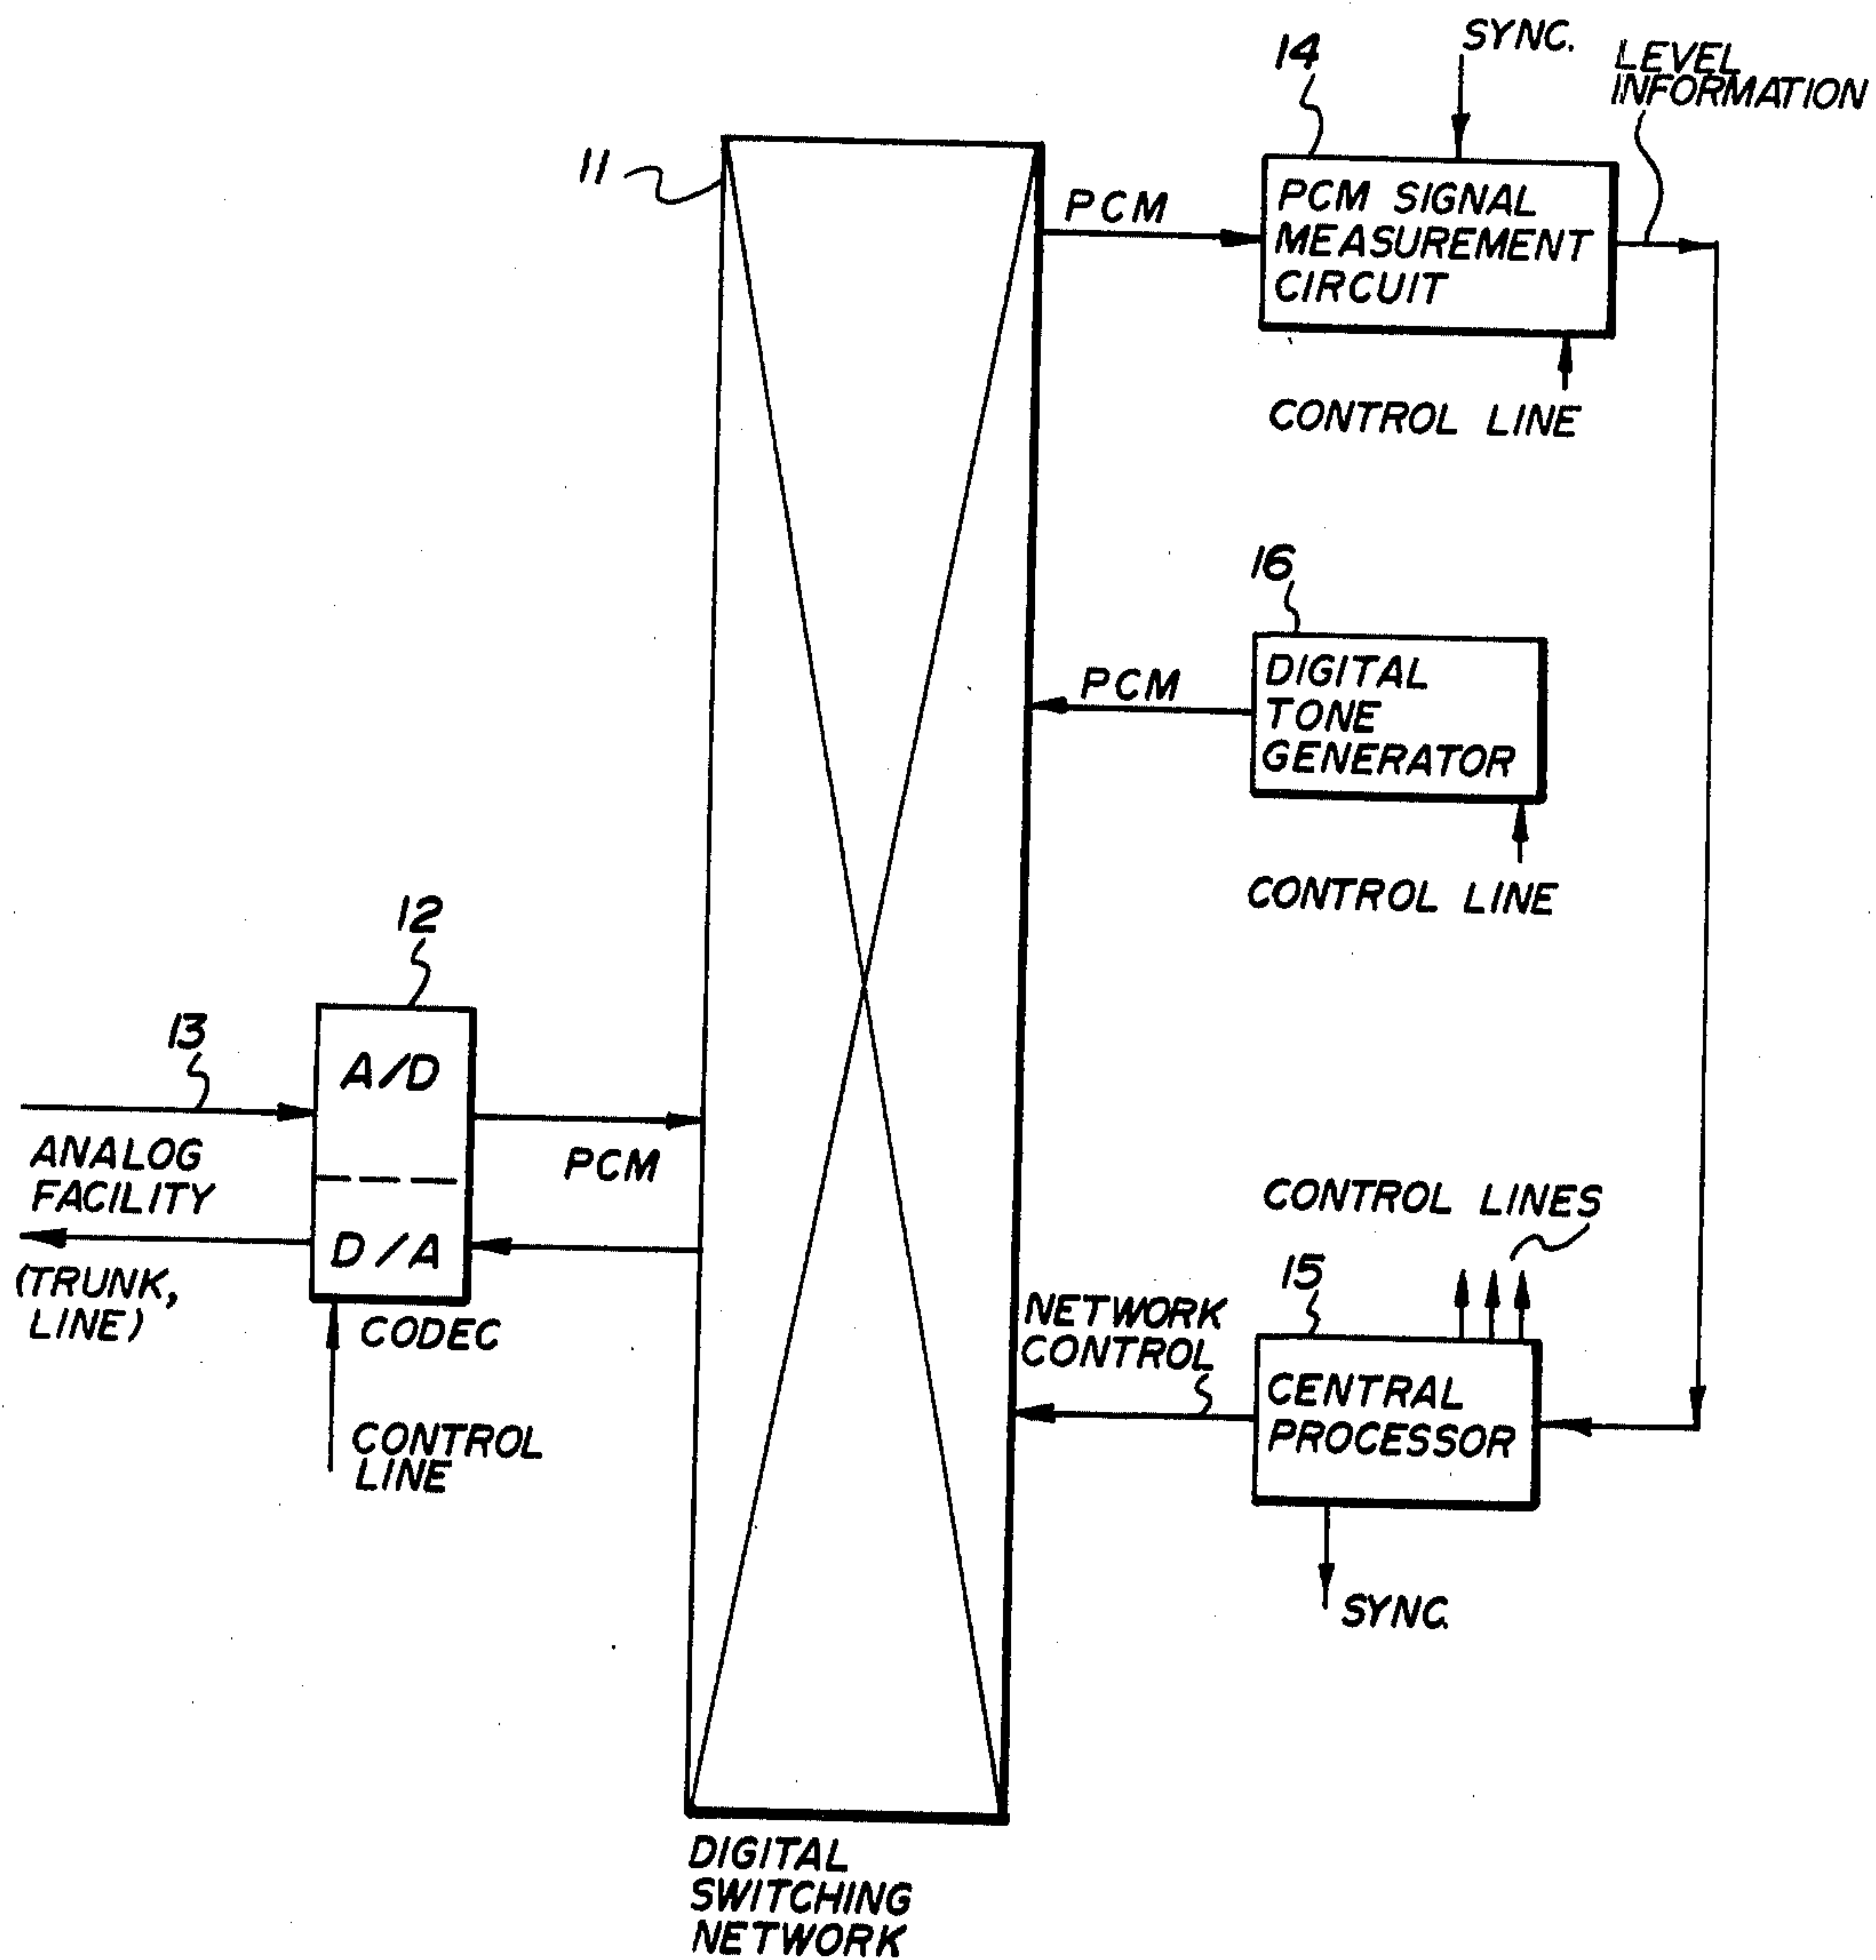 SYNC.
LEVEL
INFORMATION
14
11
PCM
PCM SIGNAL
MEASUREMENT
CIRCUIT
CONTROL LINE
16
PCM
DIGITAL
TONE
GENERATOR
CONTROL LINE
12
13
A/D
ANALOG
FACILITY
PCM
D/A
(TRUNK,
LINE)
CODEC
CONTROL
LINE
CONTROL LINES
15
NETWORK
CONTROL
CENTRAL
PROCESSOR
SYNC.
DIGITAL
SWITCHING
NETWORK